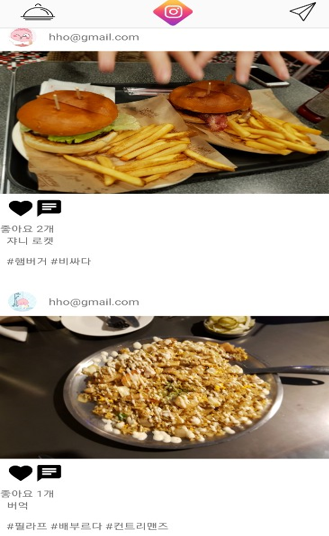 hho@gmail.com
좋아요 2개
쟈니 로켓
#햄버거 #비싸다
hho@gmail.com
좋아요 1개
버억
#필라프 #배부르다 #컨트리맨즈